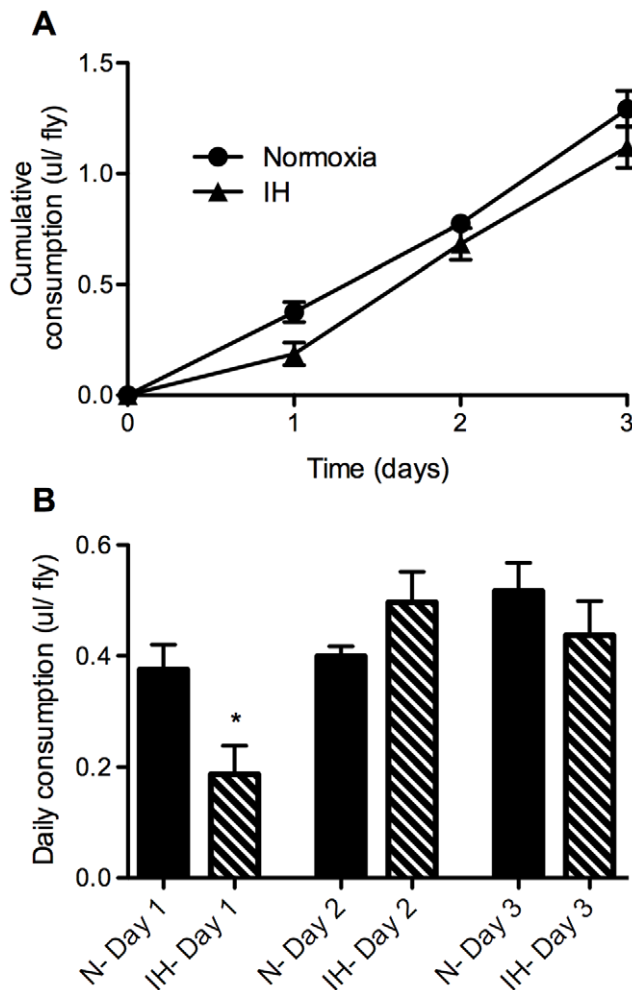 A
Cumulative
consumption (ul/ fly)
1.5
1.0
0.5
0.0
Normoxia
IH
0 1 2 3
Time (days)
B
Daily consumption (ul/ fly)
0.6
0.4
0.2
0.0
*
N- Day 1
IH- Day 1
N- Day 2
IH- Day 2
N- Day 3
IH- Day 3